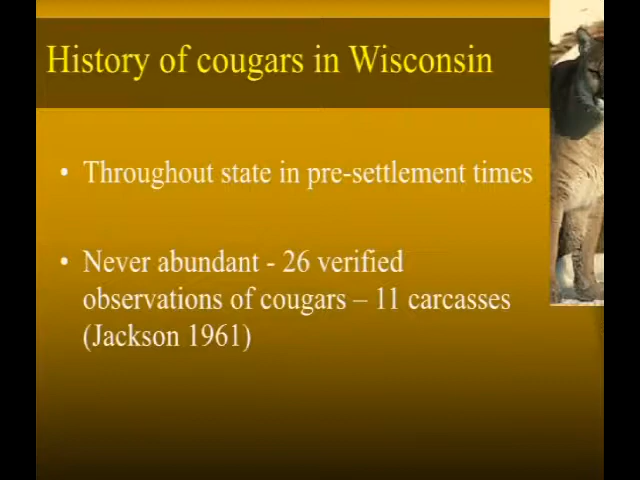 History of cougars in Wisconsin
• Throughout state in pre-settlement times
• Never abundant - 26 verified
observations of cougars – 11 carcasses
(Jackson 1961)